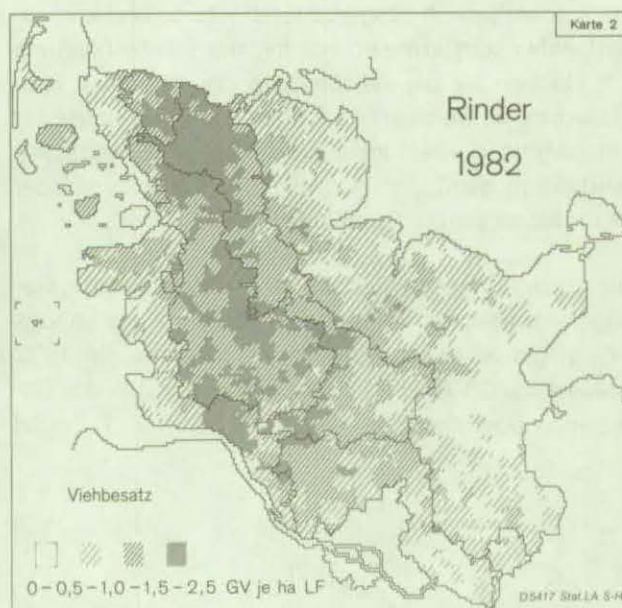 Karte 2
Rinder
1982
Viehbesatz
0-0,5-1,0-1,5-2,5 GV je ha LF
D5417 Stat.LA S-H